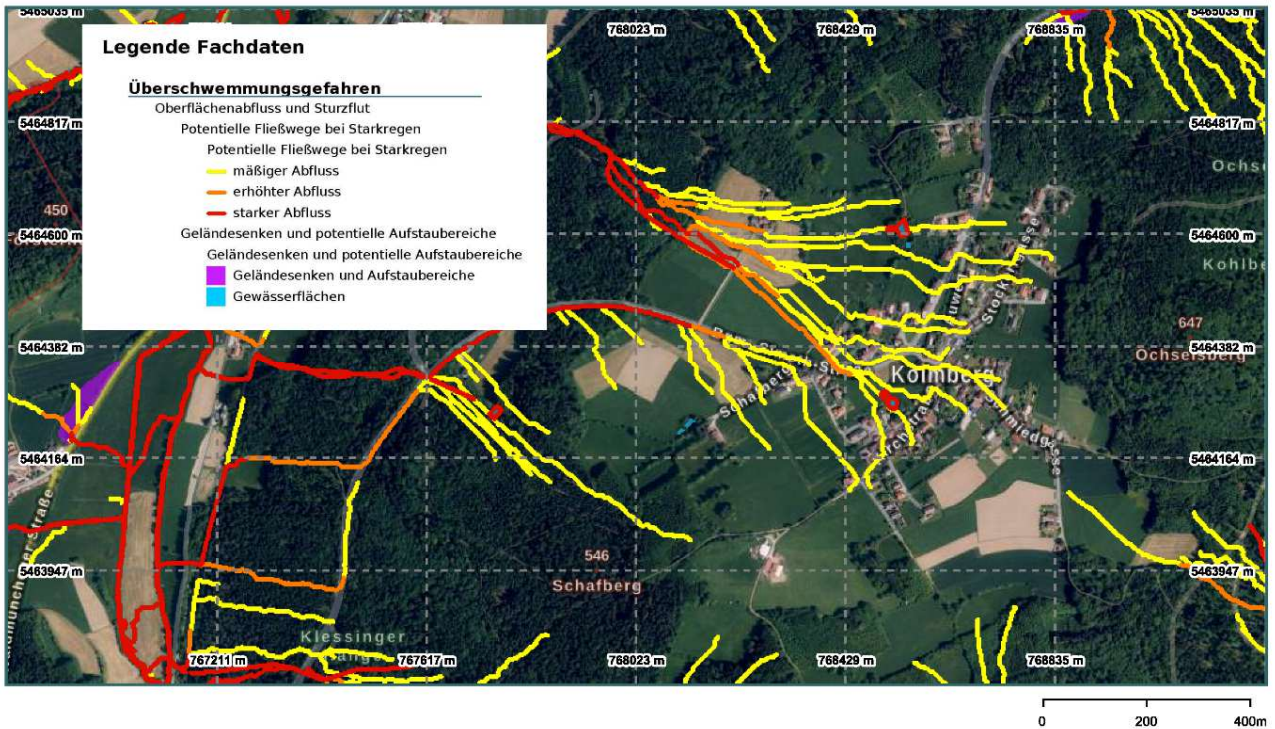 5465035 m
5465035 m
Legende Fachdaten
Überschwemmungsgefahren
Oberflächenabfluss und Sturzflut
Potentielle Fließwege bei Starkregen
Potentielle Fließwege bei Starkregen
mäßiger Abfluss
erhöhter Abfluss
starker Abfluss
Geländesenken und potentielle Aufstaubereiche
Geländesenken und potentielle Aufstaubereiche
Geländesenken und Aufstaubereiche
Gewässerflächen
768023 m
768429 m
768835 m
5464817 m
5464817 m
450
5464600 m
5464600 m
647
5464382 m
5464382 m
Ochselsberg
Kolmberg
5464164 m
5464164 m
546
5463947 m
5463947 m
Schafberg
Klessinger
767211 m
767617 m
768023 m
768429 m
768835 m
0
200
400m